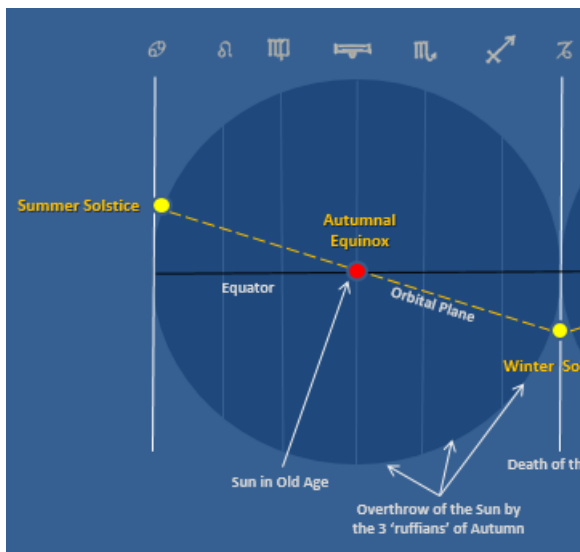 ♋ ♌ ♍ ♎ ♏ ♐ ♑
Summer Solstice
Autumnal
Equinox
Equator
Orbital Plane
Winter So
Sun in Old Age
Death of th
Overthrow of the Sun by
the 3 'ruffians' of Autumn